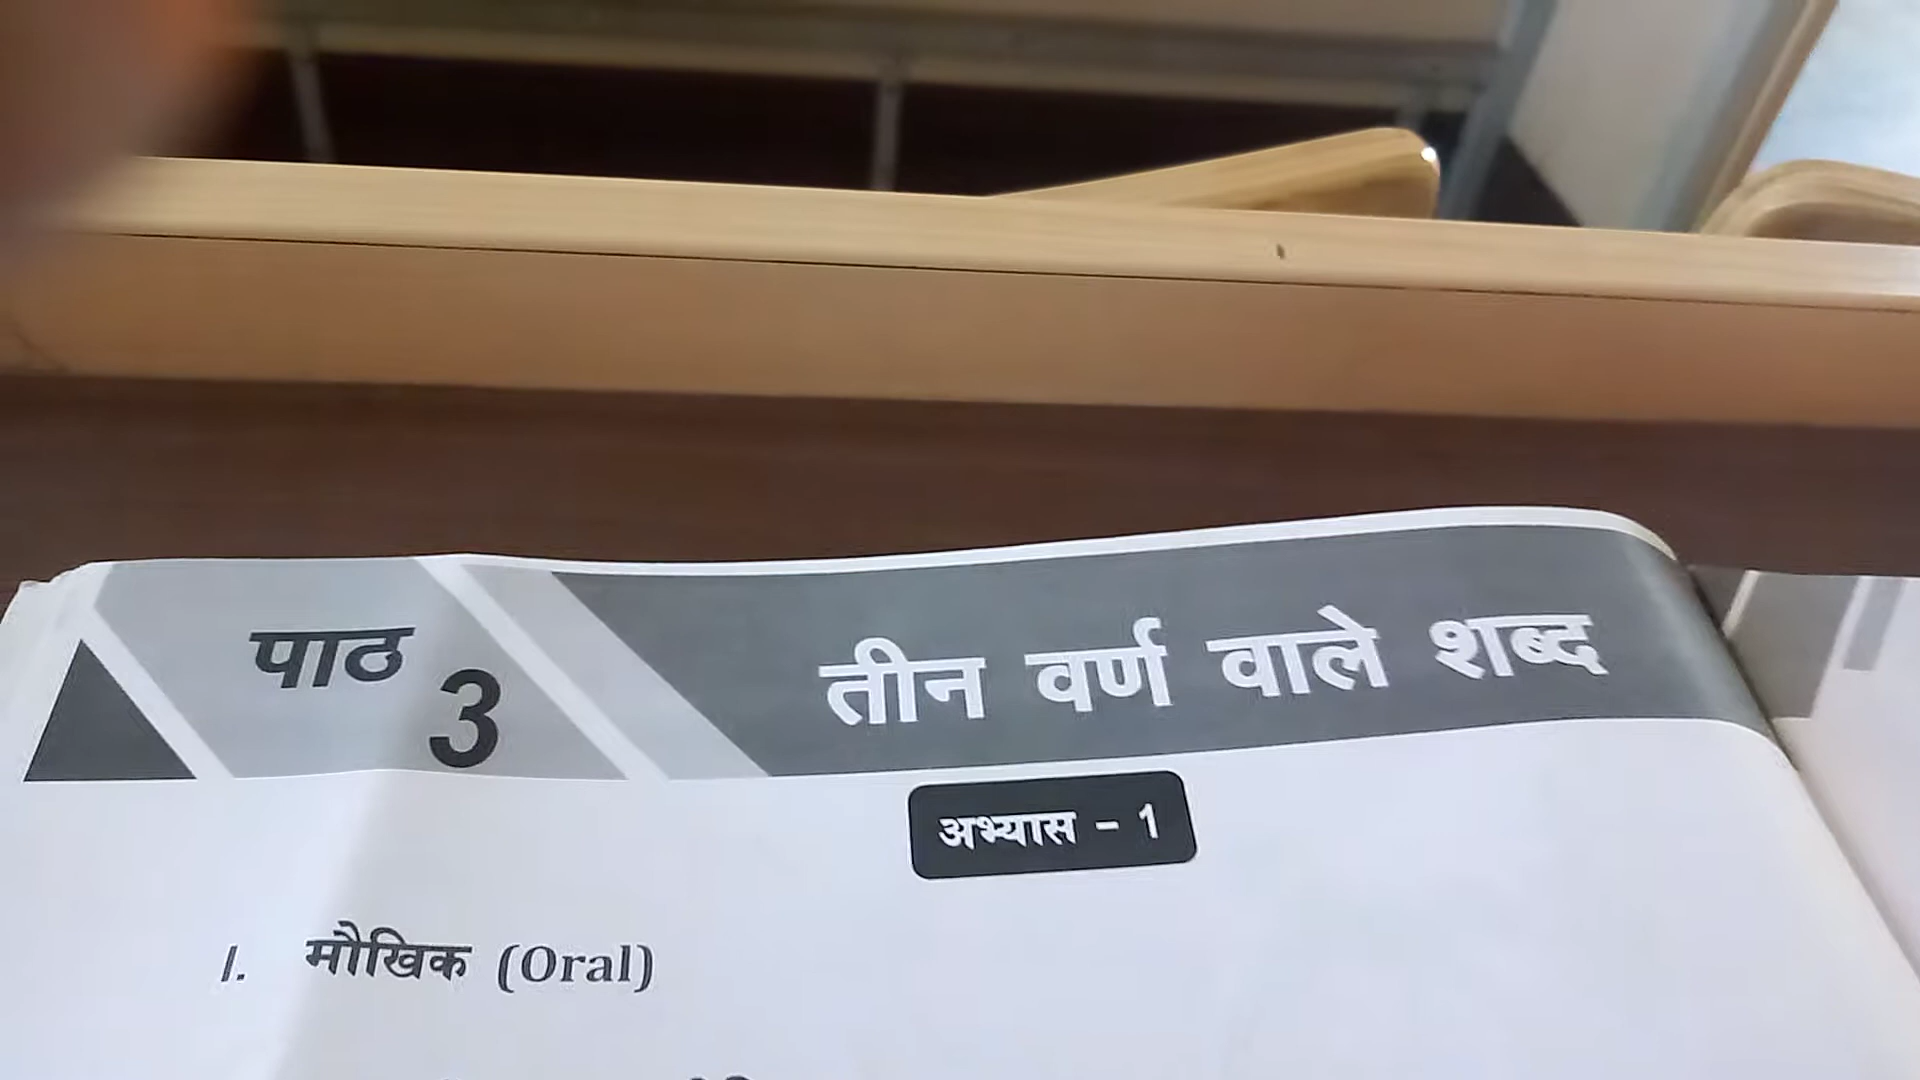 पाठ 3 तीन वर्ण वाले शब्द
अभ्यास - 1
I. मौखिक (Oral)